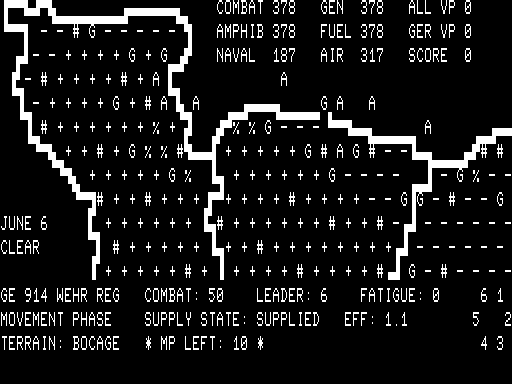 COMBAT 378 GEN 378 ALL VP 0
- - # G - - - - - AMPHIB 378 FUEL 378 GER VP 0
- - + + + + G + G NAVAL 187 AIR 317 SCORE 0
- # + + + + # + A A
- + + + + G + # A G A A
# + + + + + + % + % % G - - - A
+ + + + G % % # + + + + + G # A G # - - # #
+ + + + + G % + + + + + + G - - - - - G % -
# + # + + + + + # + + + + + + - - G G - # - - G
JUNE 6 + + + + + + + + + + + + # + + # - - - - - -
CLEAR # + + + + + + + # + + + + + + - - - - - -
+ + + + # + + + + + + + + + # # G - # - - - -
GE 914 WEHR REG COMBAT: 50 LEADER: 6 FATIGUE: 0 6 1
MOVEMENT PHASE SUPPLY STATE: SUPPLIED EFF: 1.1 5 2
TERRAIN: BOCAGE * MP LEFT: 10 * 4 3